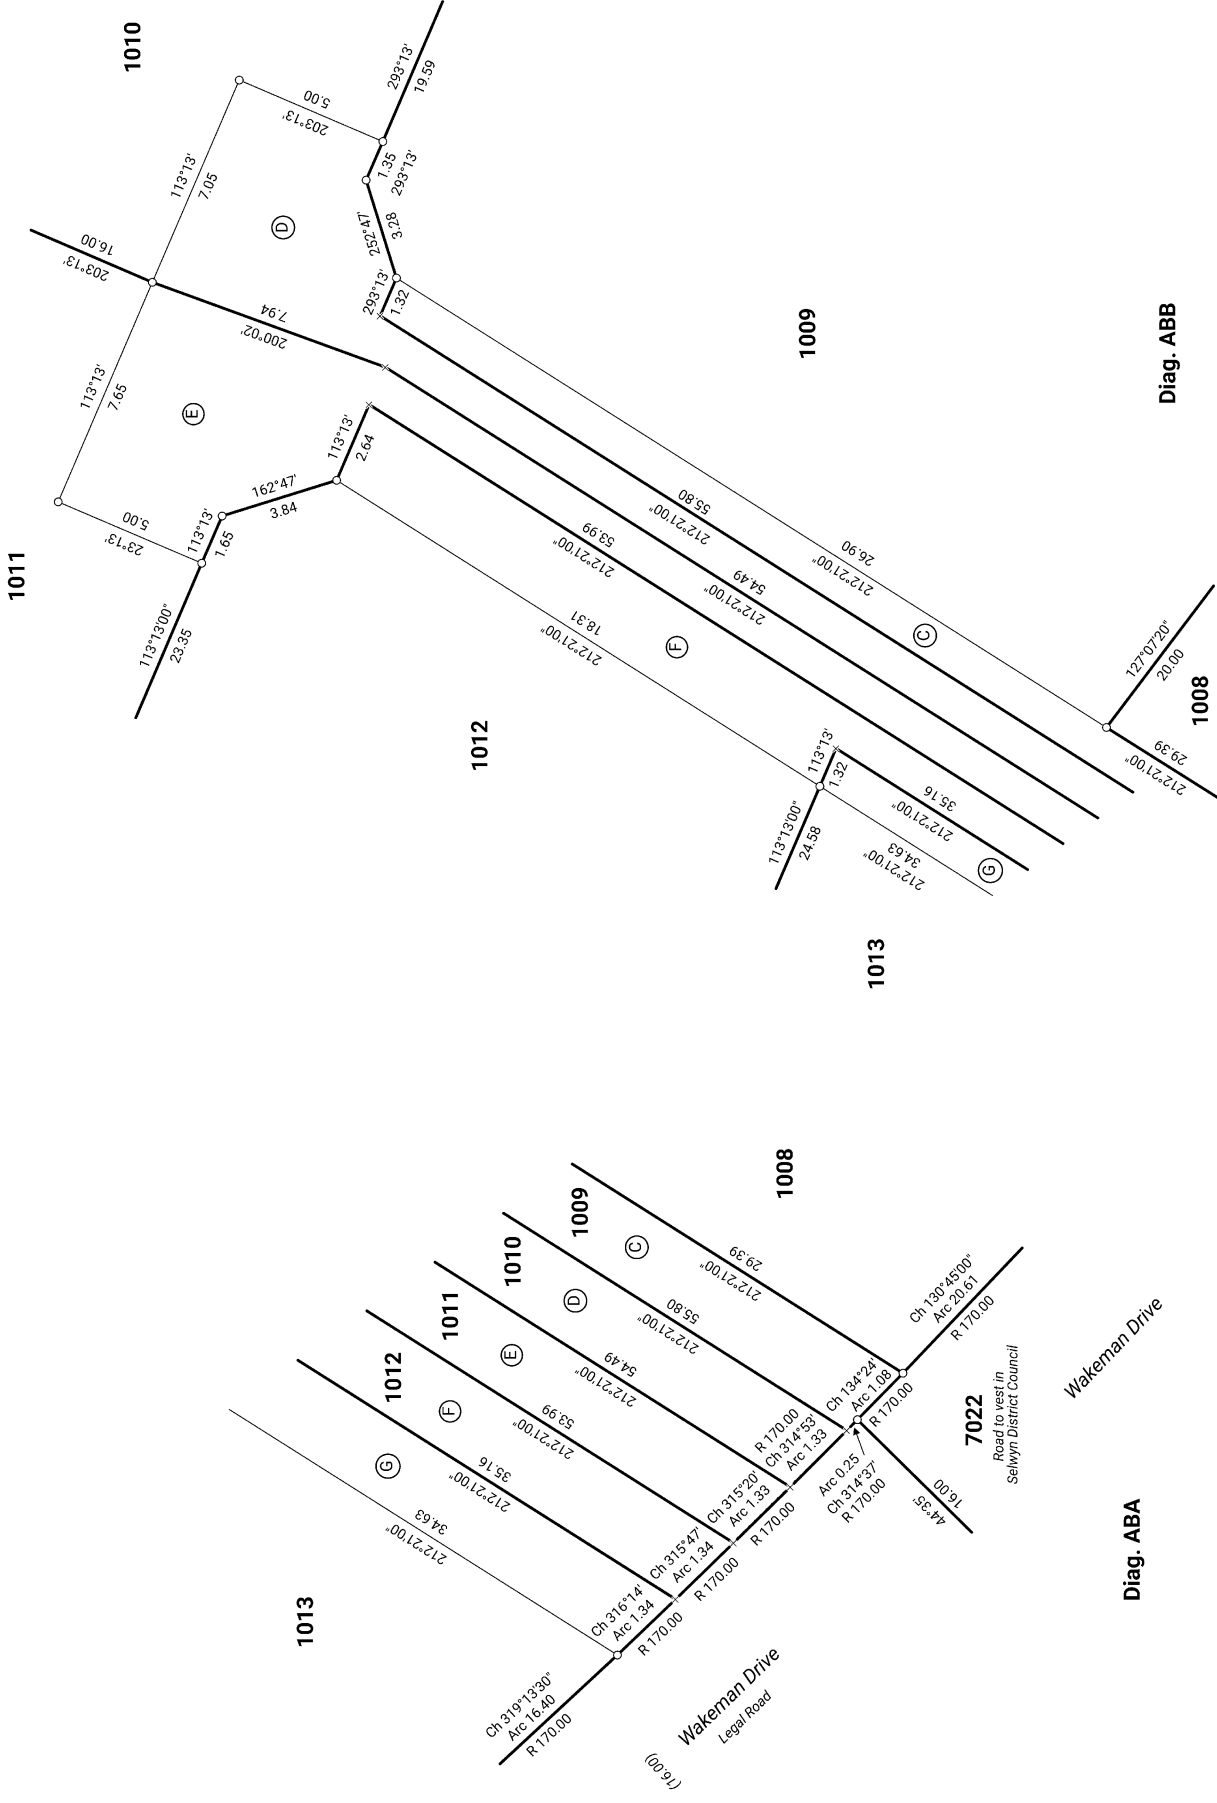 1010
293°13'
19.59
5.00
203°13'
113°13'
7.05
1.35
293°13'
D
252°47'
3.28
16.00
203°13'
293°13'
1.32
7.94
200°02'
1009
Diag. ABB
113°13'
7.65
E
113°13'
2.64
162°47'
3.84
5.00
23°13'
113°13'
1.65
1011
113°13'00"
23.35
55.80
212°21'00"
53.99
212°21'00"
26.90
212°21'00"
54.49
212°21'00"
18.31
212°21'00"
F
C
127°07'20"
20.00
1008
29.39
212°21'00"
1012
113°13'
1.32
113°13'00"
24.58
35.16
212°21'00"
34.63
212°21'00"
G
1013
1008
1009
C
1010
D
1011
E
1012
F
G
29.39
212°21'00"
55.80
212°21'00"
54.49
212°21'00"
53.99
212°21'00"
35.16
212°21'00"
34.63
212°21'00"
1013
Ch 130°45'00"
Arc 20.61
R 170.00
Ch 134°24'
Arc 1.08
R 170.00
R 170.00
Ch 314°53'
Arc 1.33
Arc 0.25
Ch 314°37'
R 170.00
Ch 315°20'
Arc 1.33
R 170.00
Ch 315°47'
Arc 1.34
R 170.00
Ch 316°14'
Arc 1.34
R 170.00
Ch 319°13'30"
Arc 16.40
R 170.00
16.00
44°35'
7022
Road to vest in
Selwyn District Council
Wakeman Drive
Diag. ABA
Wakeman Drive
Legal Road
(16.00)